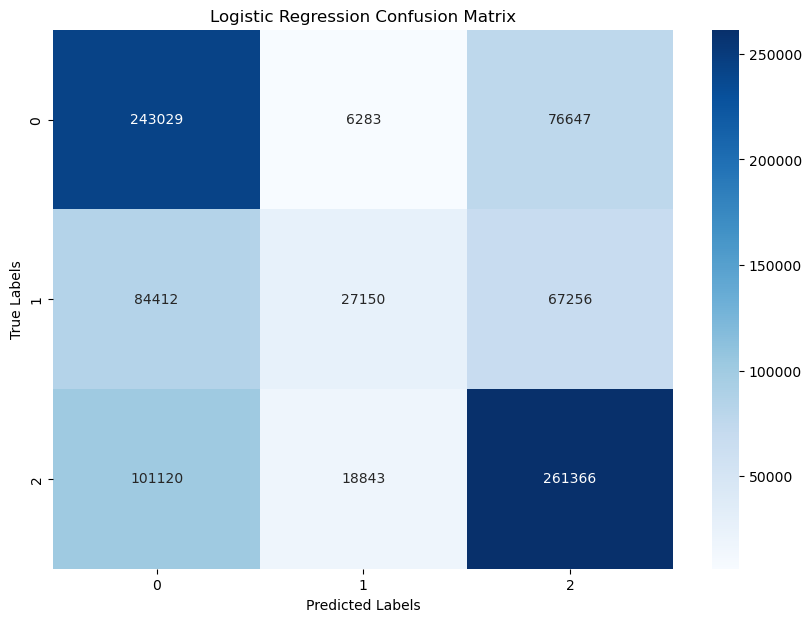 Logistic Regression Confusion Matrix
True Labels
0
243029 6283 76647
1
84412 27150 67256
2
101120 18843 261366
0 1 2
Predicted Labels
250000
200000
150000
100000
50000